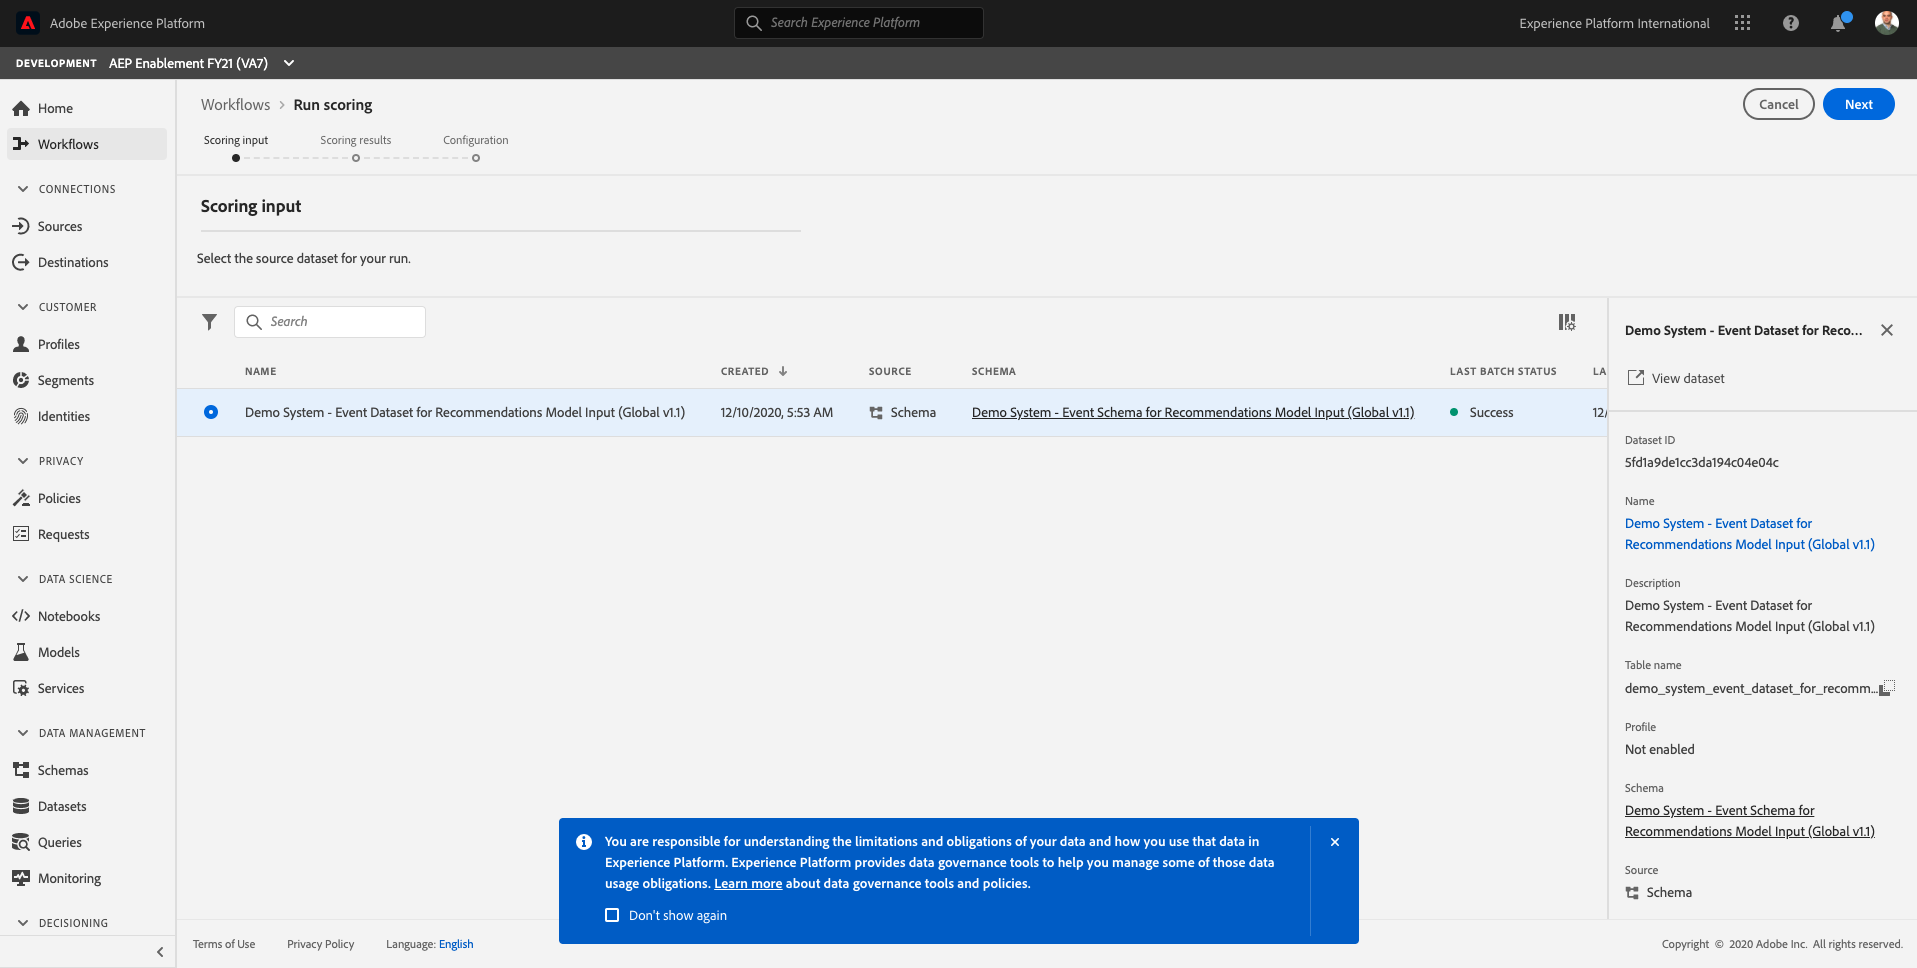 Adobe Experience Platform
Search Experience Platform
Experience Platform International
DEVELOPMENT AEP Enablement FY21 (VA7)
Home
Workflows
CONNECTIONS
Sources
Destinations
CUSTOMER
Profiles
Segments
Identities
PRIVACY
Policies
Requests
DATA SCIENCE
Notebooks
Models
Services
DATA MANAGEMENT
Schemas
Datasets
Queries
Monitoring
DECISIONING
Workflows > Run scoring
Cancel
Next
Scoring input
Scoring results
Configuration
Scoring input
Select the source dataset for your run.
Search
NAME CREATED SOURCE SCHEMA LAST BATCH STATUS LA
Demo System - Event Dataset for Recommendations Model Input (Global v1.1) 12/10/2020, 5:53 AM Schema Demo System - Event Schema for Recommendations Model Input (Global v1.1) Success 12/
Demo System - Event Dataset for Reco...
View dataset
Dataset ID
5fd1a9de1cc3da194c04e04c
Name
Demo System - Event Dataset for
Recommendations Model Input (Global v1.1)
Description
Demo System - Event Dataset for
Recommendations Model Input (Global v1.1)
Table name
demo_system_event_dataset_for_recomm...
Profile
Not enabled
Schema
Demo System - Event Schema for
Recommendations Model Input (Global v1.1)
Source
Schema
You are responsible for understanding the limitations and obligations of your data and how you use that data in
Experience Platform. Experience Platform provides data governance tools to help you manage some of those data
usage obligations. Learn more about data governance tools and policies.
Don't show again
Terms of Use
Privacy Policy
Language: English
Copyright © 2020 Adobe Inc. All rights reserved.